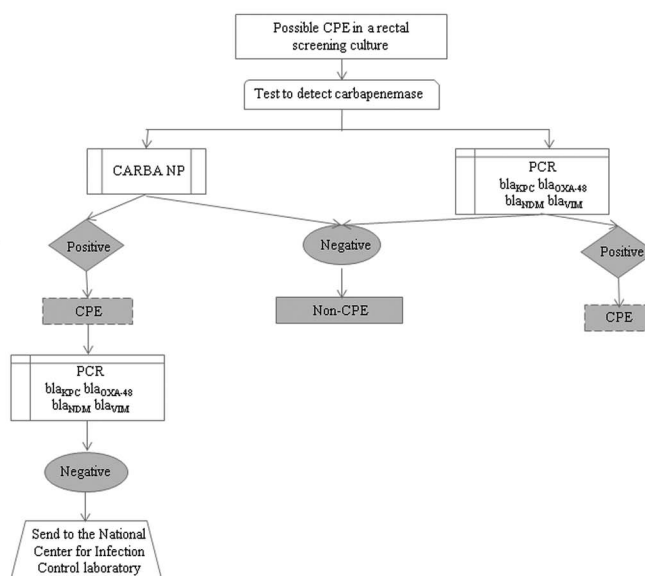 Possible CPE in a rectal
screening culture
Test to detect carbapenemase
CARBA NP
PCR
blaKPC blaOXA-48
blaNDM blaVIM
Positive
Negative
Positive
CPE
Non-CPE
CPE
PCR
blaKPC blaOXA-48
blaNDM blaVIM
Negative
Send to the National
Center for Infection
Control laboratory